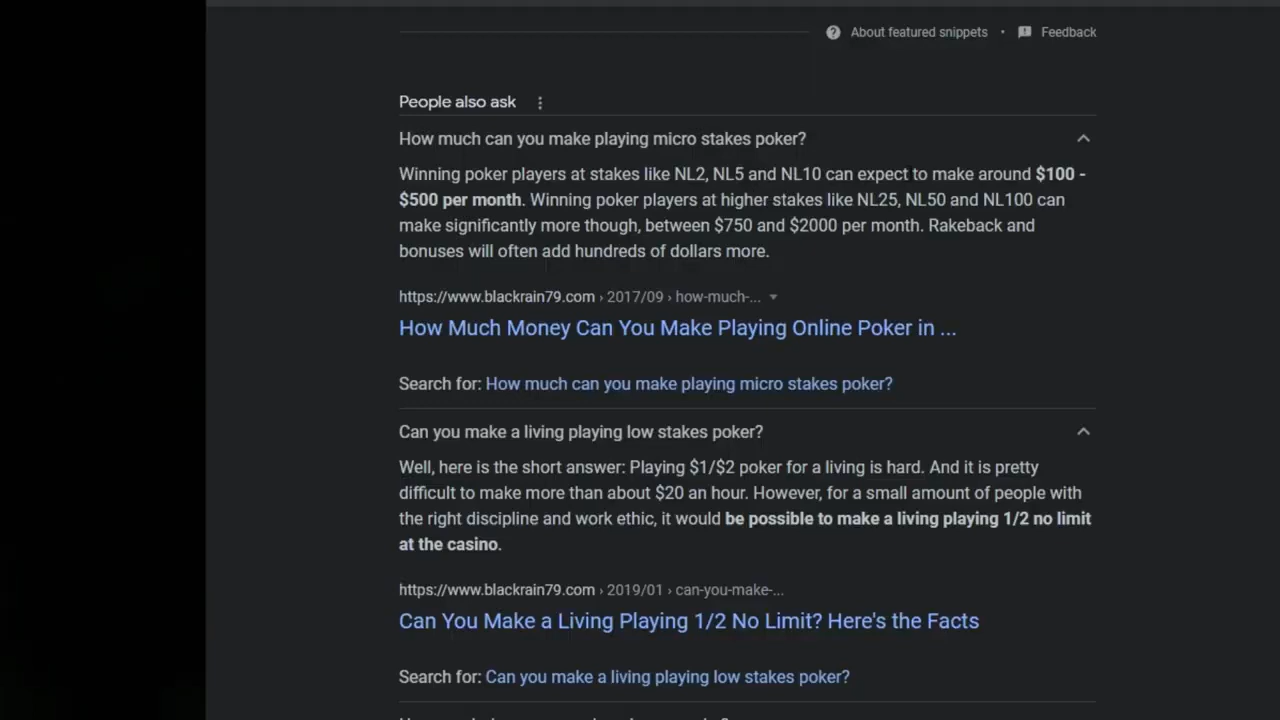 About featured snippets • Feedback
People also ask
How much can you make playing micro stakes poker?
Winning poker players at stakes like NL2, NL5 and NL10 can expect to make around $100 -
$500 per month. Winning poker players at higher stakes like NL25, NL50 and NL100 can
make significantly more though, between $750 and $2000 per month. Rakeback and
bonuses will often add hundreds of dollars more.
https://www.blackrain79.com › 2017/09 › how-much-...
How Much Money Can You Make Playing Online Poker in ...
Search for: How much can you make playing micro stakes poker?
Can you make a living playing low stakes poker?
Well, here is the short answer: Playing $1/$2 poker for a living is hard. And it is pretty
difficult to make more than about $20 an hour. However, for a small amount of people with
the right discipline and work ethic, it would be possible to make a living playing 1/2 no limit
at the casino.
https://www.blackrain79.com › 2019/01 › can-you-make-...
Can You Make a Living Playing 1/2 No Limit? Here's the Facts
Search for: Can you make a living playing low stakes poker?